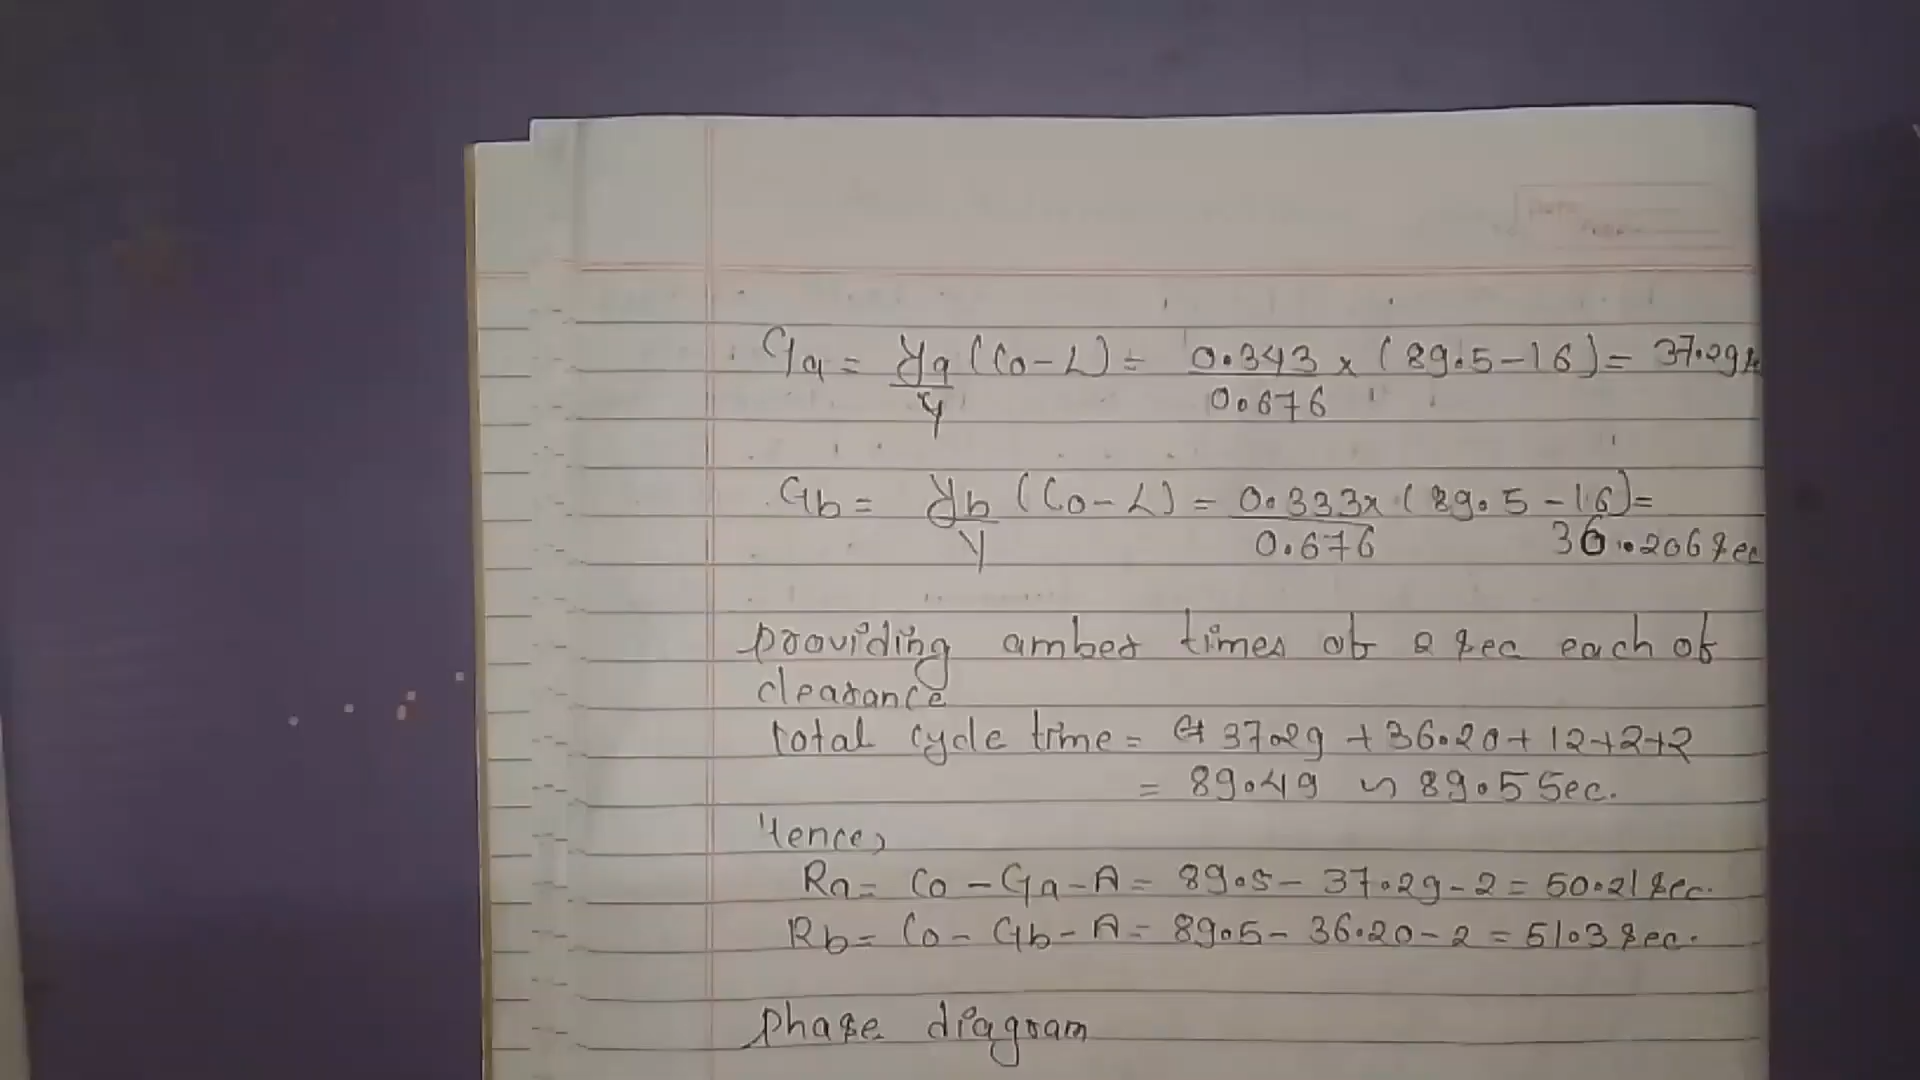 Ga = ya/Y (Co-L) = 0.343/0.676 x (89.5-16) = 37.29
Gb = yb/Y (Co-L) = 0.333/0.676 x (89.5-16) =
36.206 sec
providing amber times of 2 sec each of
clearance
total cycle time = 37.29 + 36.20 + 12+2+2
= 89.49 ∽ 89.5 Sec.
Hence,
Ra = Co - Ga - A = 89.5 - 37.29 - 2 = 50.21 sec.
Rb = Co - Gb - A = 89.5 - 36.20 - 2 = 51.3 sec.
phase diagram